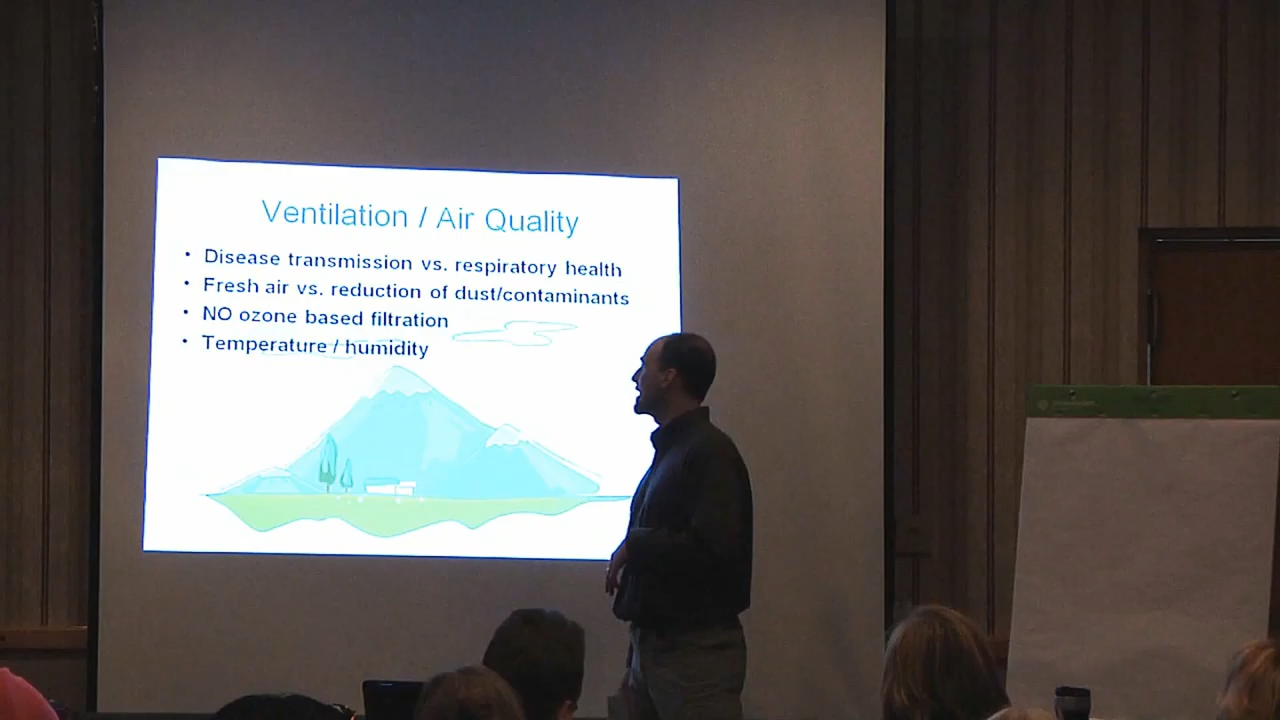 Ventilation / Air Quality
• Disease transmission vs. respiratory health
• Fresh air vs. reduction of dust/contaminants
• NO ozone based filtration
• Temperature / humidity